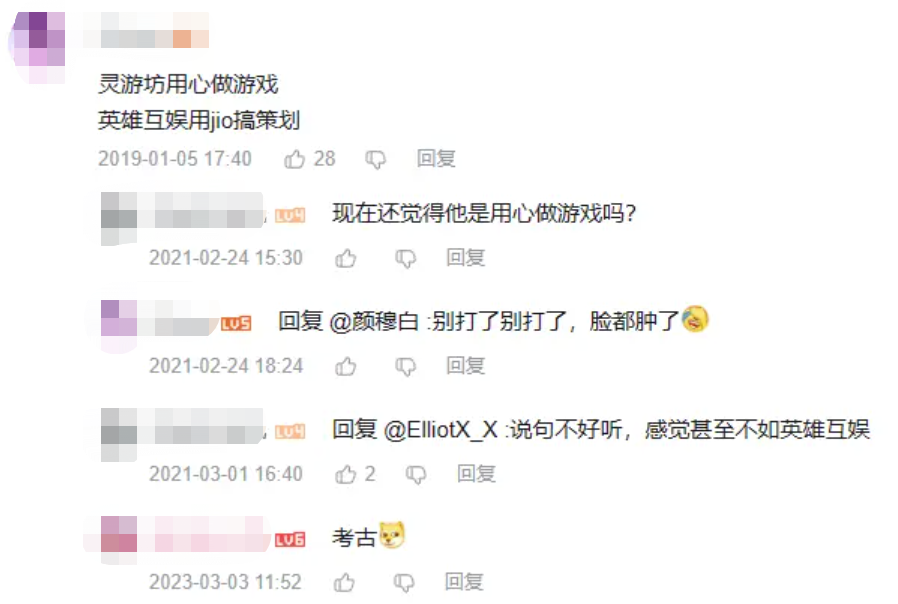 灵游坊用心做游戏
英雄互娱用jio搞策划
2019-01-05 17:40 28 回复
LV4 现在还觉得他是用心做游戏吗？
2021-02-24 15:30 回复
LV5 回复 @颜穆白 :别打了别打了，脸都肿了
2021-02-24 18:24 回复
LV4 回复 @ElliotX_X :说句不好听，感觉甚至不如英雄互娱
2021-03-01 16:40 2 回复
LV6 考古
2023-03-03 11:52 回复